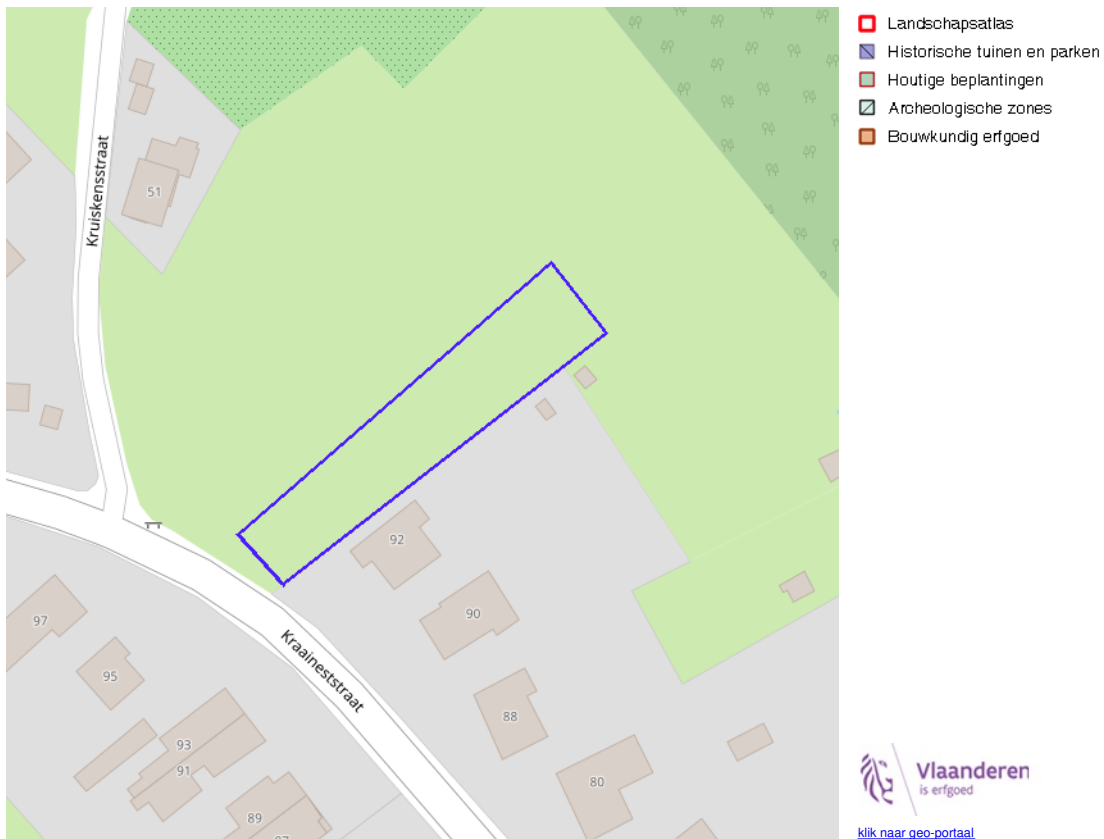 Kruiskensstraat
51
92
90
88
80
97
95
93
91
89
Kraaineststraat
Landschapsatlas
Historische tuinen en parken
Houtige beplantingen
Archeologische zones
Bouwkundig erfgoed
Vlaanderen
is erfgoed
klik naar geo-portaal